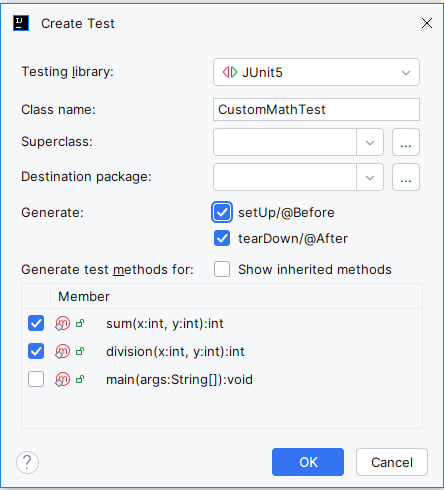 Create Test
Testing library: JUnit5
Class name: CustomMathTest
Superclass: ...
Destination package: ...
Generate: setUp/@Before
tearDown/@After
Generate test methods for: Show inherited methods
Member
sum(x:int, y:int):int
division(x:int, y:int):int
main(args:String[]):void
? OK Cancel